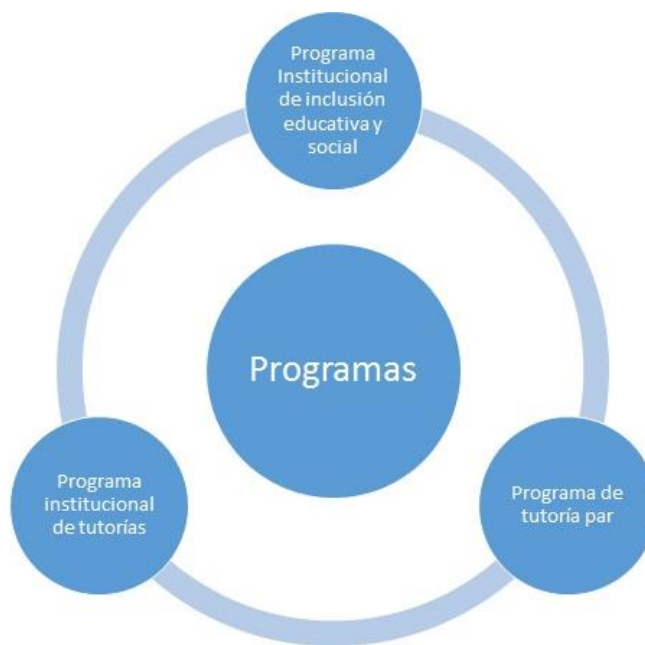 Programa
Institucional
de inclusión
educativa y
social
Programas
Programa
institucional
de tutorías
Programa de
tutoría par